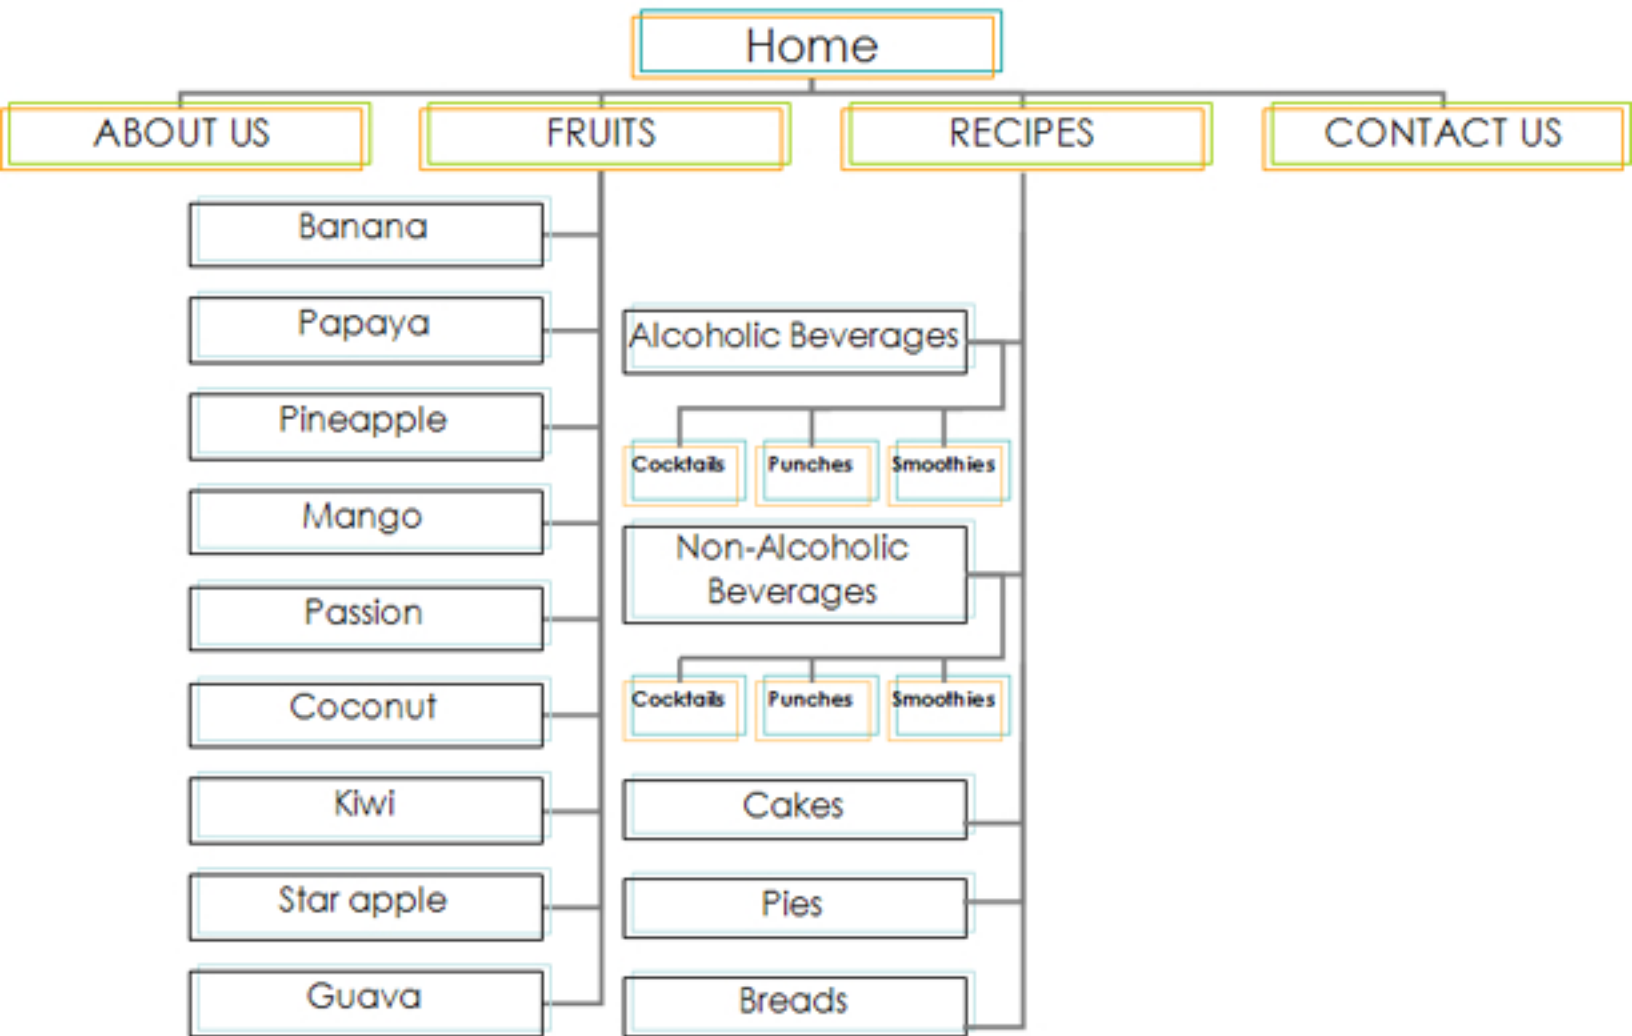 Home
ABOUT US
FRUITS
RECIPES
CONTACT US
Banana
Papaya
Pineapple
Mango
Passion
Coconut
Kiwi
Star apple
Guava
Alcoholic Beverages
Cocktails
Punches
Smoothies
Non-Alcoholic
Beverages
Cocktails
Punches
Smoothies
Cakes
Pies
Breads